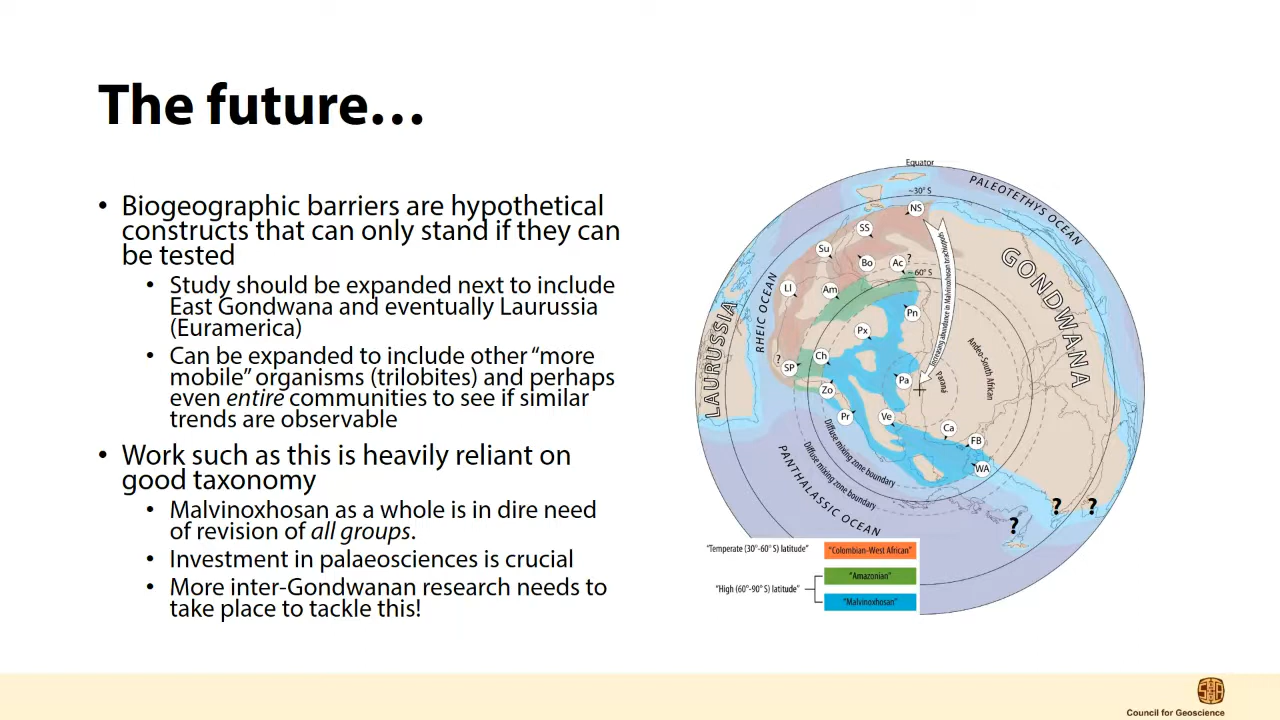 The future…
• Biogeographic barriers are hypothetical
constructs that can only stand if they can
be tested
• Study should be expanded next to include
East Gondwana and eventually Laurussia
(Euramerica)
• Can be expanded to include other “more
mobile” organisms (trilobites) and perhaps
even entire communities to see if similar
trends are observable
• Work such as this is heavily reliant on
good taxonomy
• Malvinoxhosan as a whole is in dire need
of revision of all groups.
• Investment in palaeosciences is crucial
• More inter-Gondwanan research needs to
take place to tackle this!
Equator
~30° S
PALEOTETHYS OCEAN
NS
SS
Su
Bo
Ac
?
~60° S
GONDWANA
LI
Am
RHEIC OCEAN
LAURUSSIA
Increasing abundance in Malvinoxhosan brachiopods
Pn
Px
Andeo-South African
?
SP
Ch
Zo
Pa
Paraná
Pr
Ve
Ca
FB
WA
Diffuse mixing zone boundary
Diffuse mixing zone boundary
PANTHALASSIC OCEAN
?
?
?
"Temperate (30°-60° S) latitude"
"Colombian-West African"
"High (60°-90° S) latitude"
"Amazonian"
"Malvinoxhosan"
Council for Geoscience